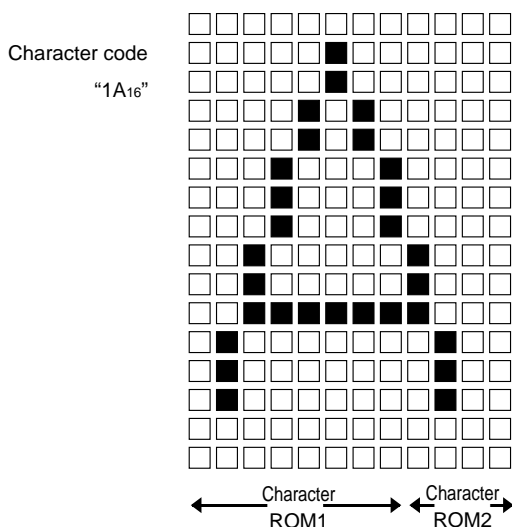 Character code
“1A16”
Character Character
ROM1 ROM2